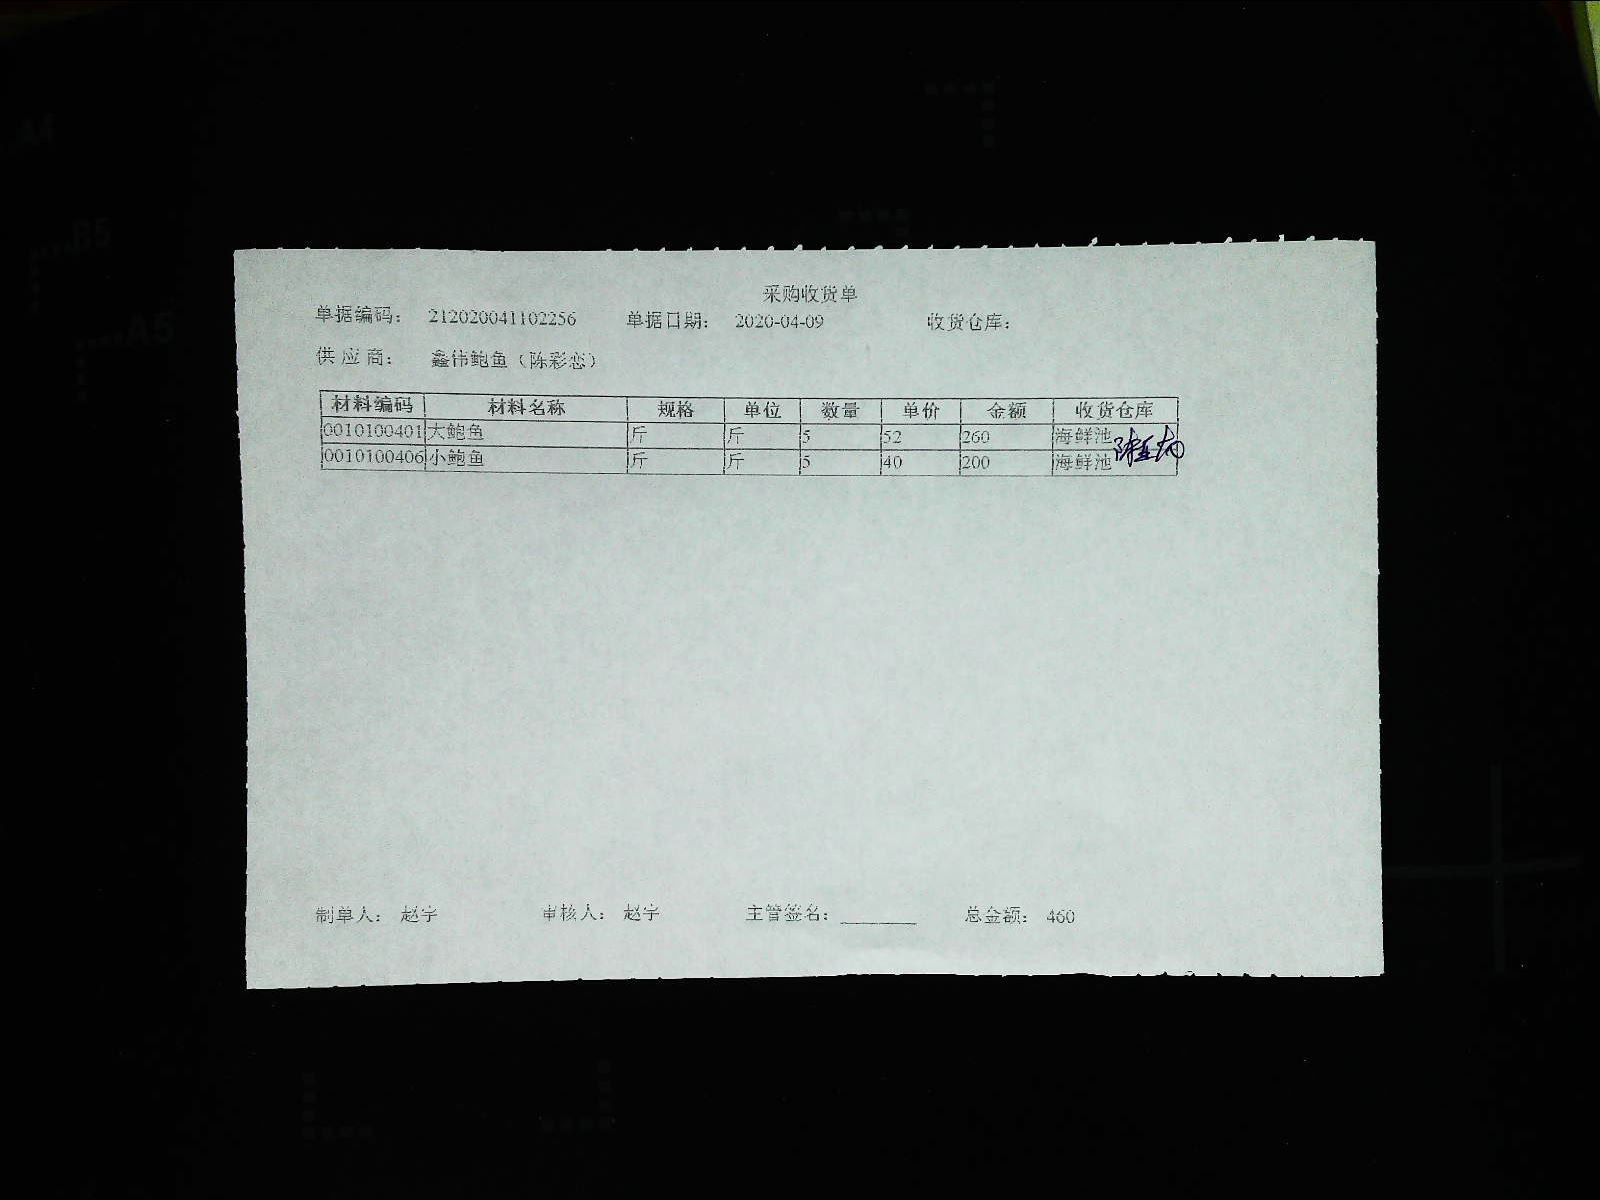 采购收货单
单据编码： 212020041102256 单据日期： 2020-04-09 收货仓库：
供应商： 鑫伟鲍鱼（陈彩恋）
材料编码 材料名称 规格 单位 数量 单价 金额 收货仓库
0010100401 大鲍鱼 斤 斤 5 52 260 海鲜池
0010100406 小鲍鱼 斤 斤 5 40 200 海鲜池
制单人： 赵宇 审核人： 赵宇 主管签名： 总金额： 460
A4
B5
A5